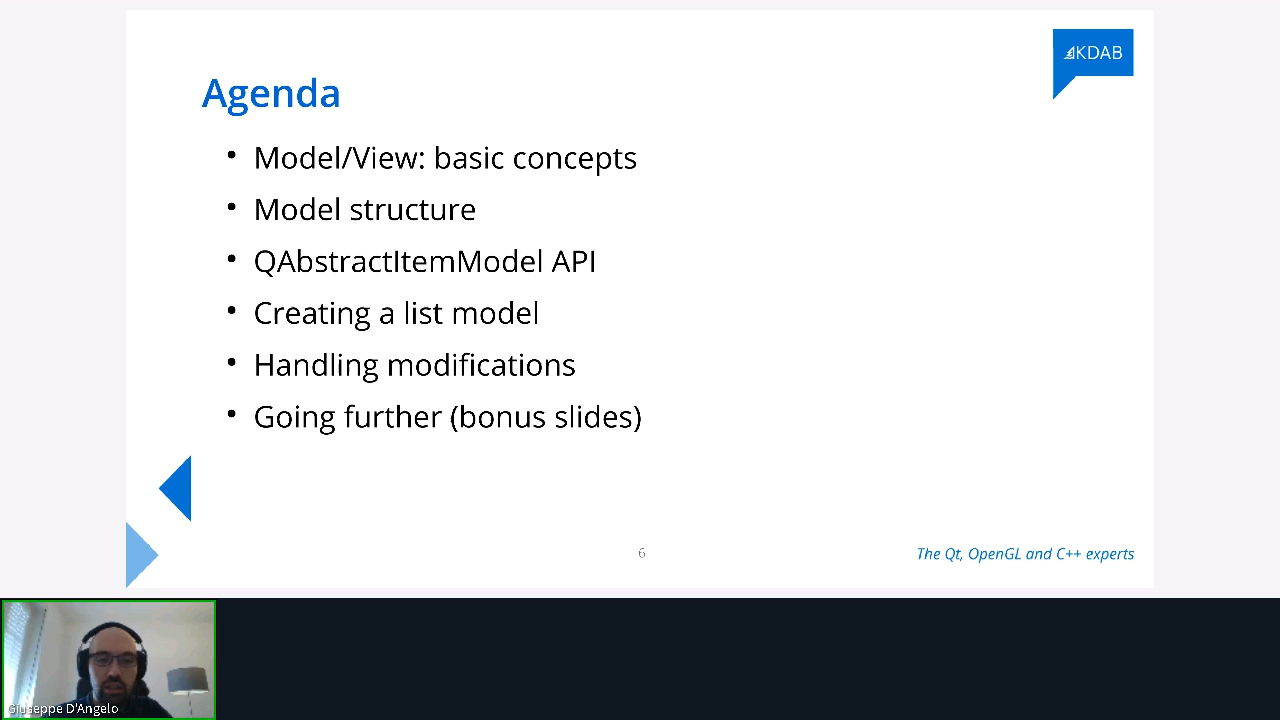 KDAB
Agenda
• Model/View: basic concepts
• Model structure
• QAbstractItemModel API
• Creating a list model
• Handling modifications
• Going further (bonus slides)
6
The Qt, OpenGL and C++ experts
Giuseppe D'Angelo